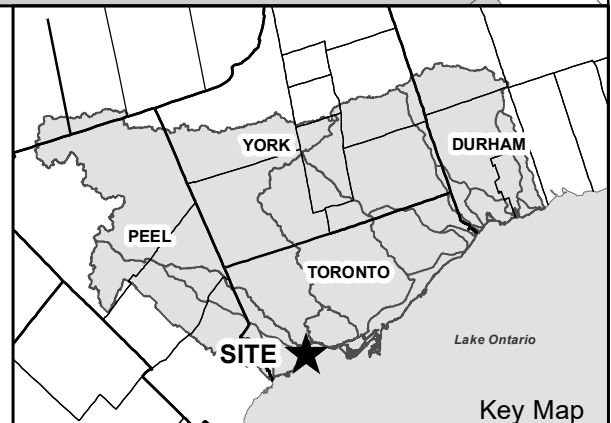 YORK
DURHAM
PEEL
TORONTO
Lake Ontario
SITE
Key Map